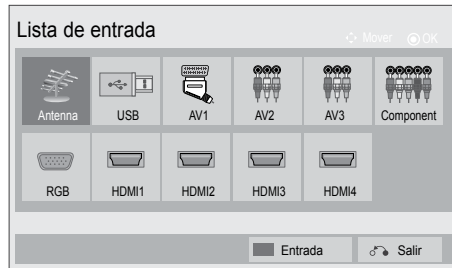 Lista de entrada
Mover OK
Antenna USB AV1 AV2 AV3 Component
RGB HDMI1 HDMI2 HDMI3 HDMI4
Entrada Salir